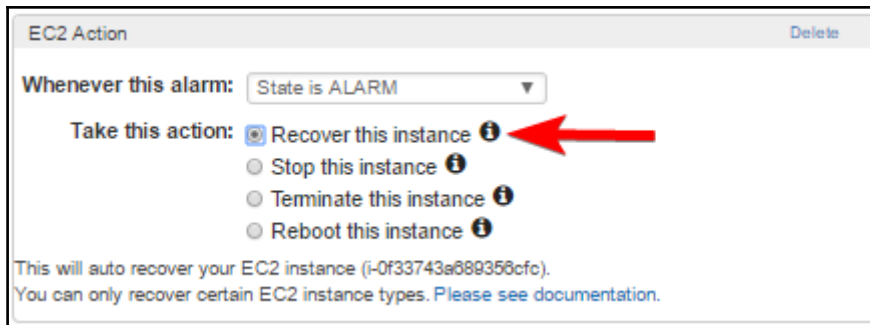 EC2 Action Delete
Whenever this alarm: State is ALARM
Take this action: Recover this instance
Stop this instance
Terminate this instance
Reboot this instance
This will auto recover your EC2 instance (i-0f33743a689356cfc).
You can only recover certain EC2 instance types. Please see documentation.